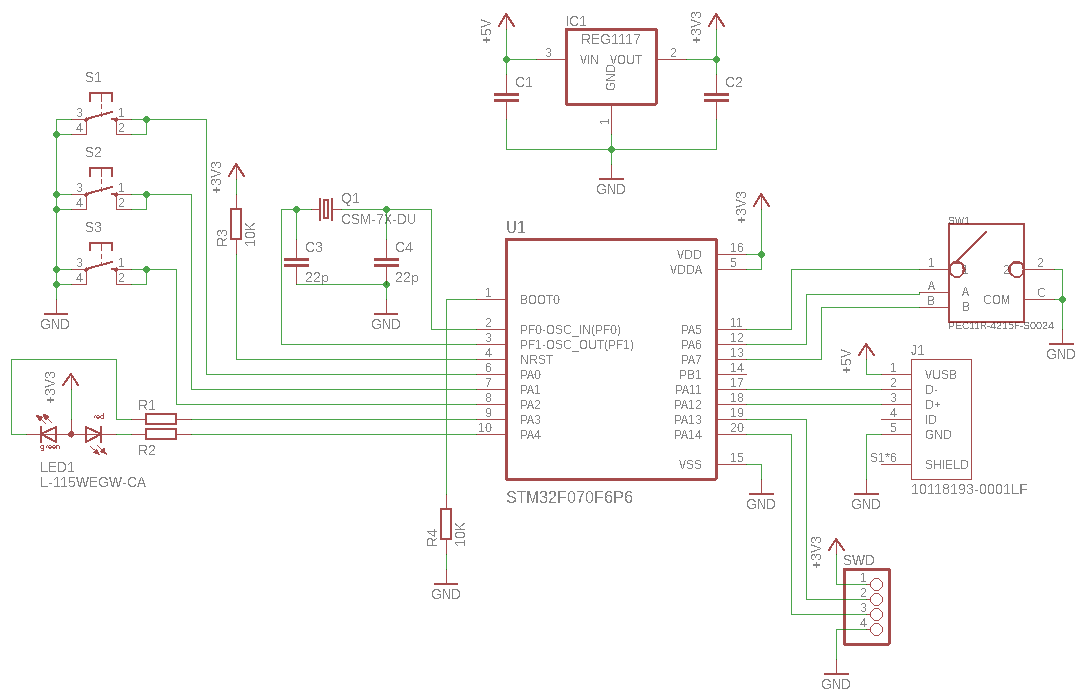 +5V
IC1
REG1117
3
VIN
VOUT
2
GND
1
+3V3
C1
C2
GND
S1
3
1
4
2
S2
3
1
4
2
S3
3
1
4
2
GND
+3V3
R3
10K
Q1
CSM-7X-DU
C3
C4
22p
22p
GND
U1
+3V3
VDD
16
VDDA
5
1
BOOT0
2
PF0-OSC_IN(PF0)
PA5
11
3
PF1-OSC_OUT(PF1)
PA6
12
4
NRST
PA7
13
6
PA0
PB1
14
7
PA1
PA11
17
8
PA2
PA12
18
9
PA3
PA13
19
10
PA4
PA14
20
VSS
15
GND
STM32F070F6P6
SW1
1
1
2
2
A
A
B
B
COM
C
PEC11R-4215F-S0024
GND
+5V
J1
1
VUSB
2
D-
3
D+
4
ID
5
GND
S1*6
SHIELD
GND
10118193-0001LF
+3V3
R1
R2
green
red
LED1
L-115WEGW-CA
R4
10K
GND
+3V3
SWD
1
2
3
4
GND